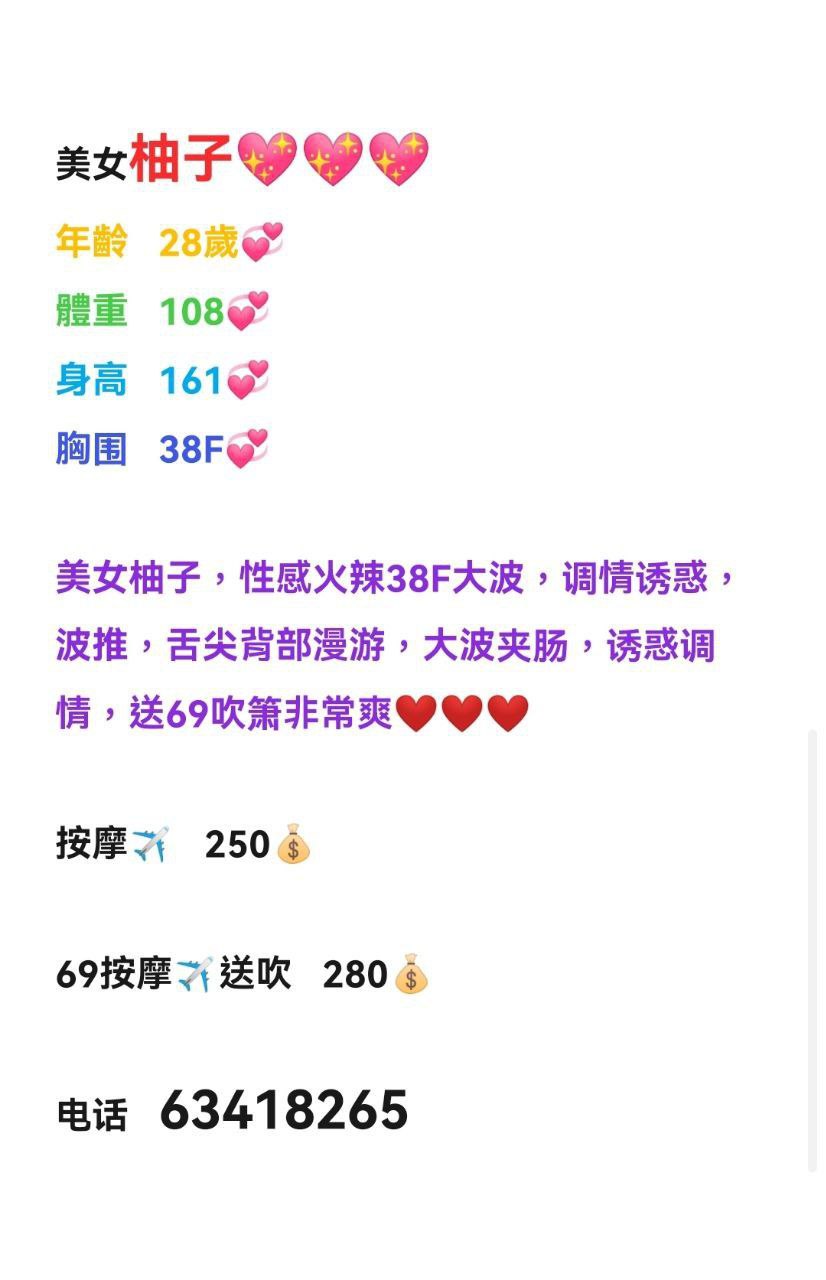 美女柚子💖💖💖
年齡 28歲💞
體重 108💞
身高 161💞
胸围 38F💞
美女柚子，性感火辣38F大波，调情诱惑，
波推，舌尖背部漫游，大波夹肠，诱惑调
情，送69吹箫非常爽❤️❤️❤️
按摩✈️ 250💰
69按摩✈️送吹 280💰
电话 63418265